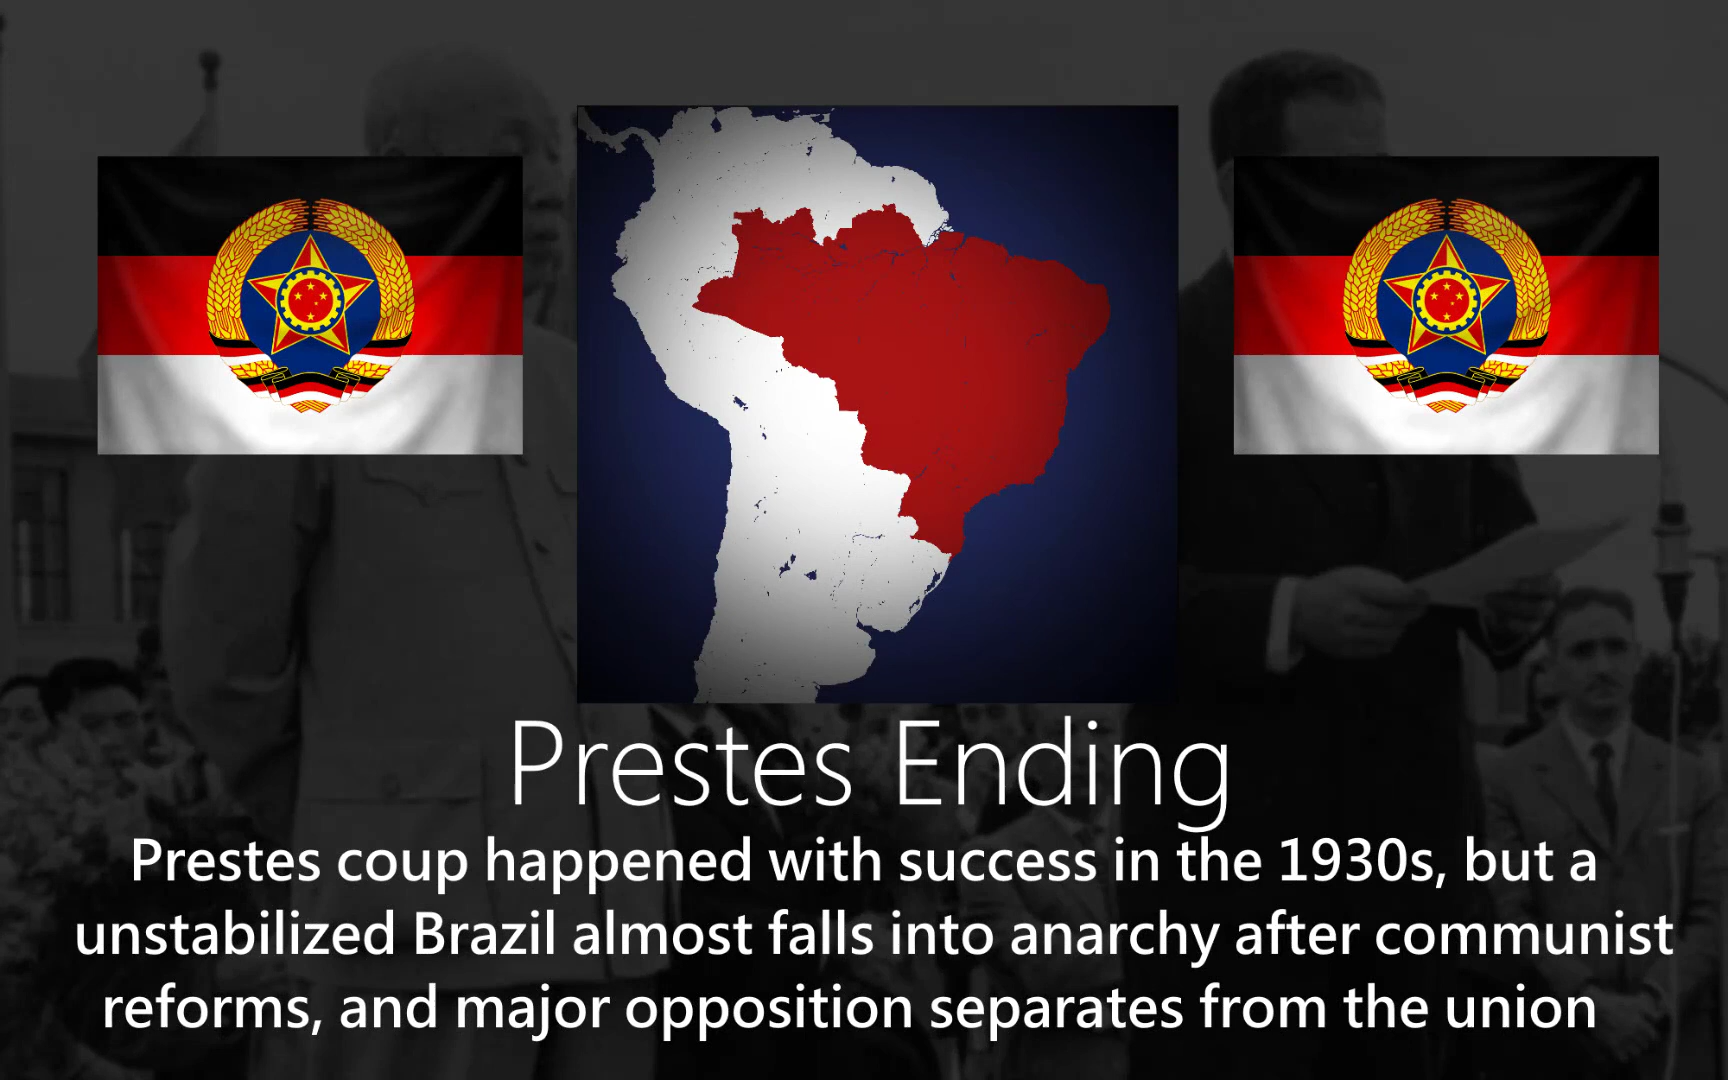 Prestes Ending
Prestes coup happened with success in the 1930s, but a
unstabilized Brazil almost falls into anarchy after communist
reforms, and major opposition separates from the union